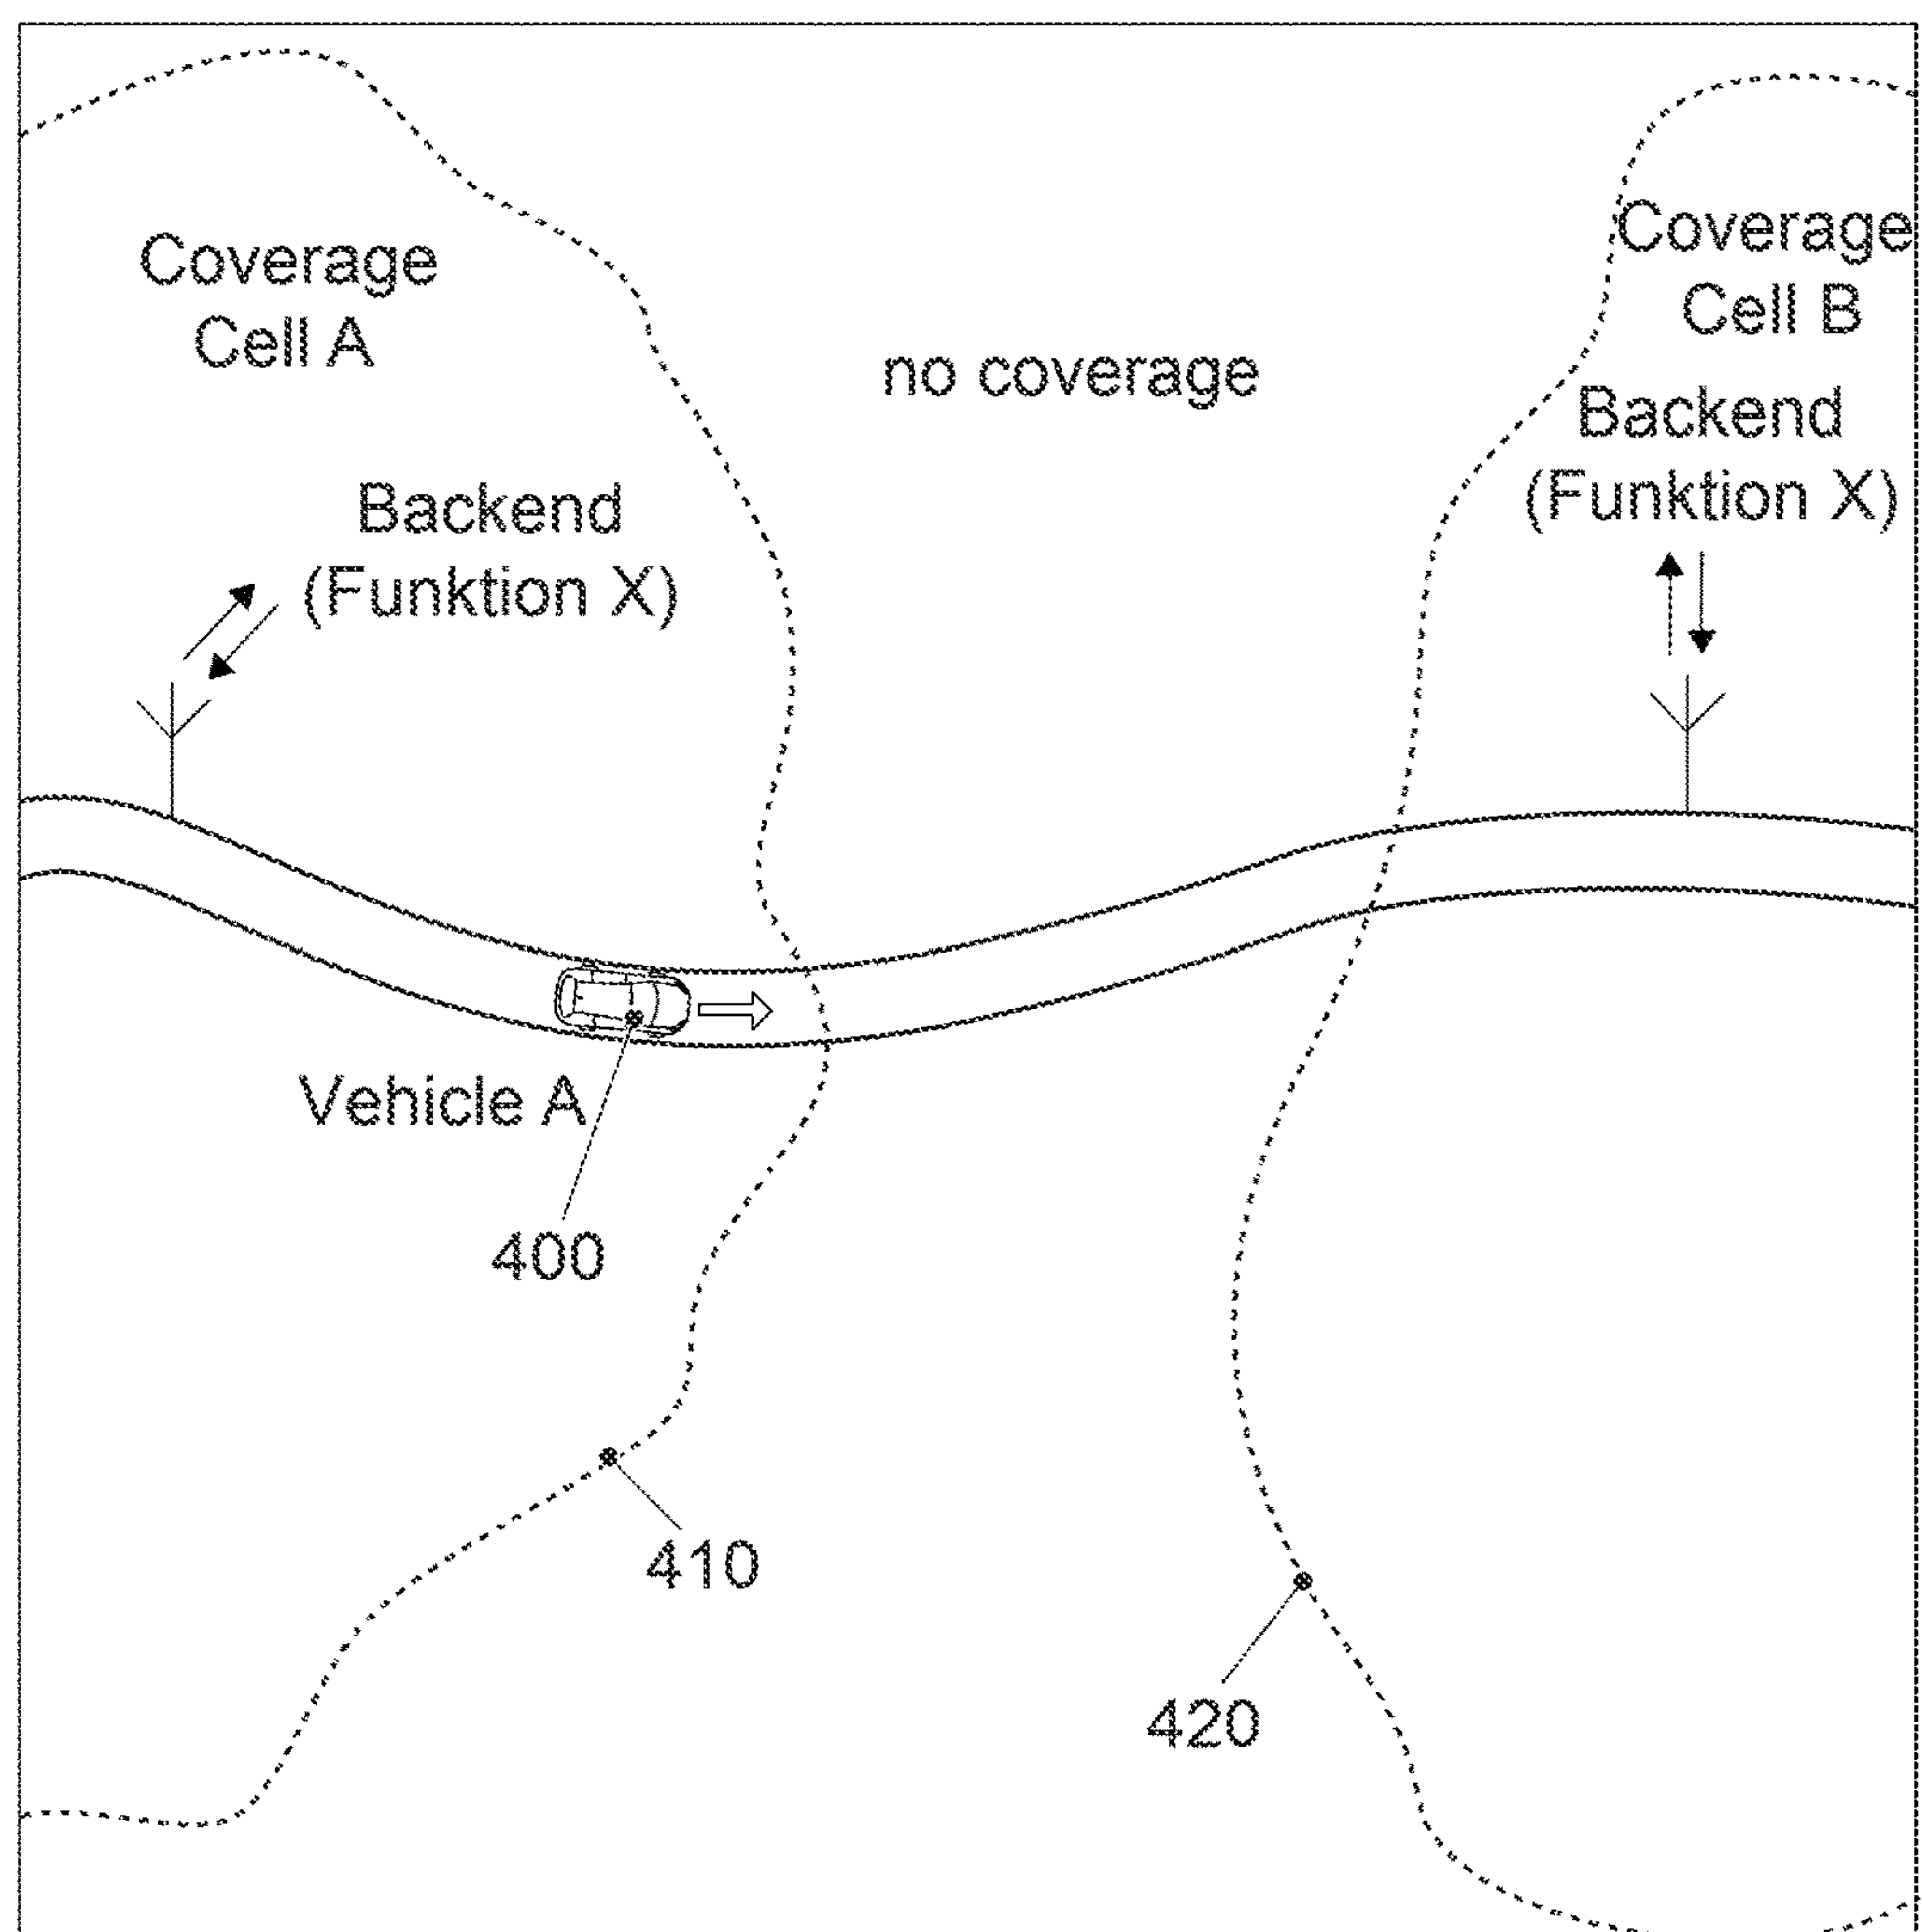 Coverage
Cell A
no coverage
Coverage
Cell B
Backend
(Funktion X)
Backend
(Funktion X)
Vehicle A
400
410
420